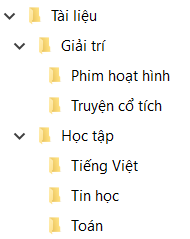 Tài liệu
Giải trí
Phim hoạt hình
Truyện cổ tích
Học tập
Tiếng Việt
Tin học
Toán